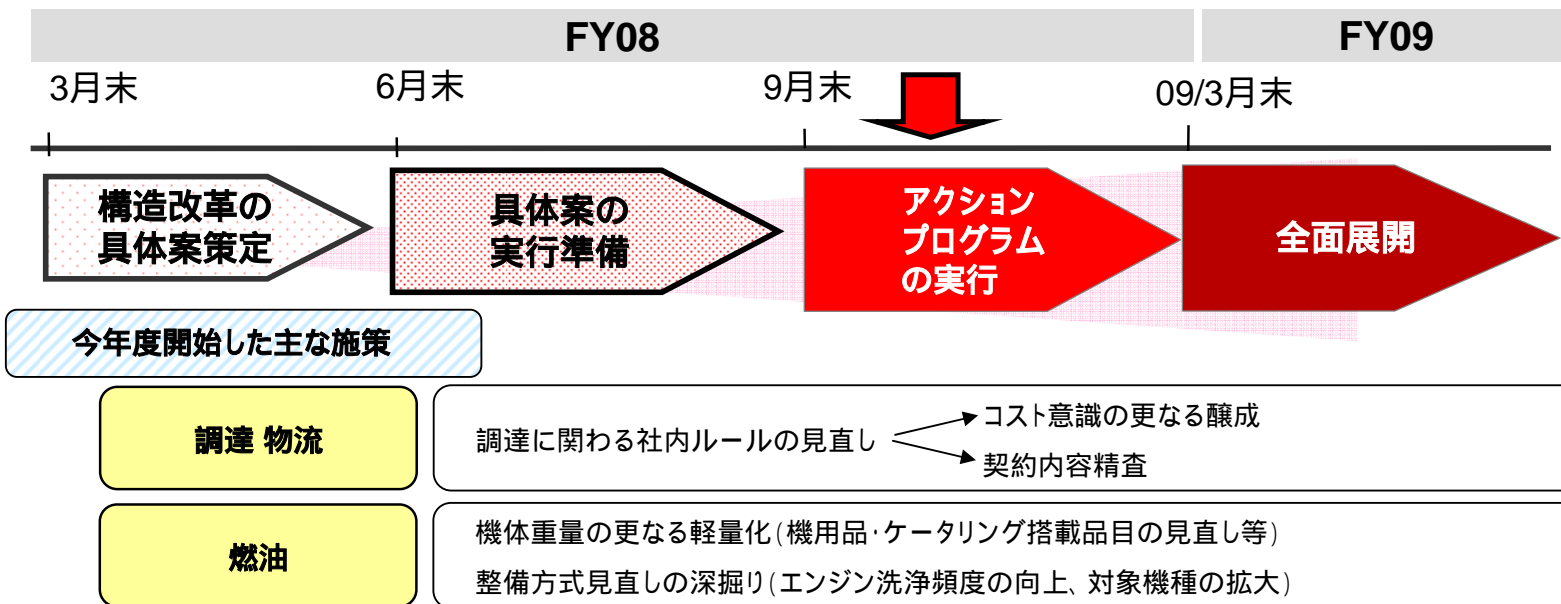 FY08
FY09
3月末
6月末
9月末
09/3月末
構造改革の
具体案策定
具体案の
実行準備
アクション
プログラム
の実行
全面展開
今年度開始した主な施策
調達 物流
調達に関わる社内ルールの見直し
コスト意識の更なる醸成
契約内容精査
燃油
機体重量の更なる軽量化(機用品・ケータリング搭載品目の見直し等)
整備方式見直しの深掘り(エンジン洗浄頻度の向上、対象機種の拡大)